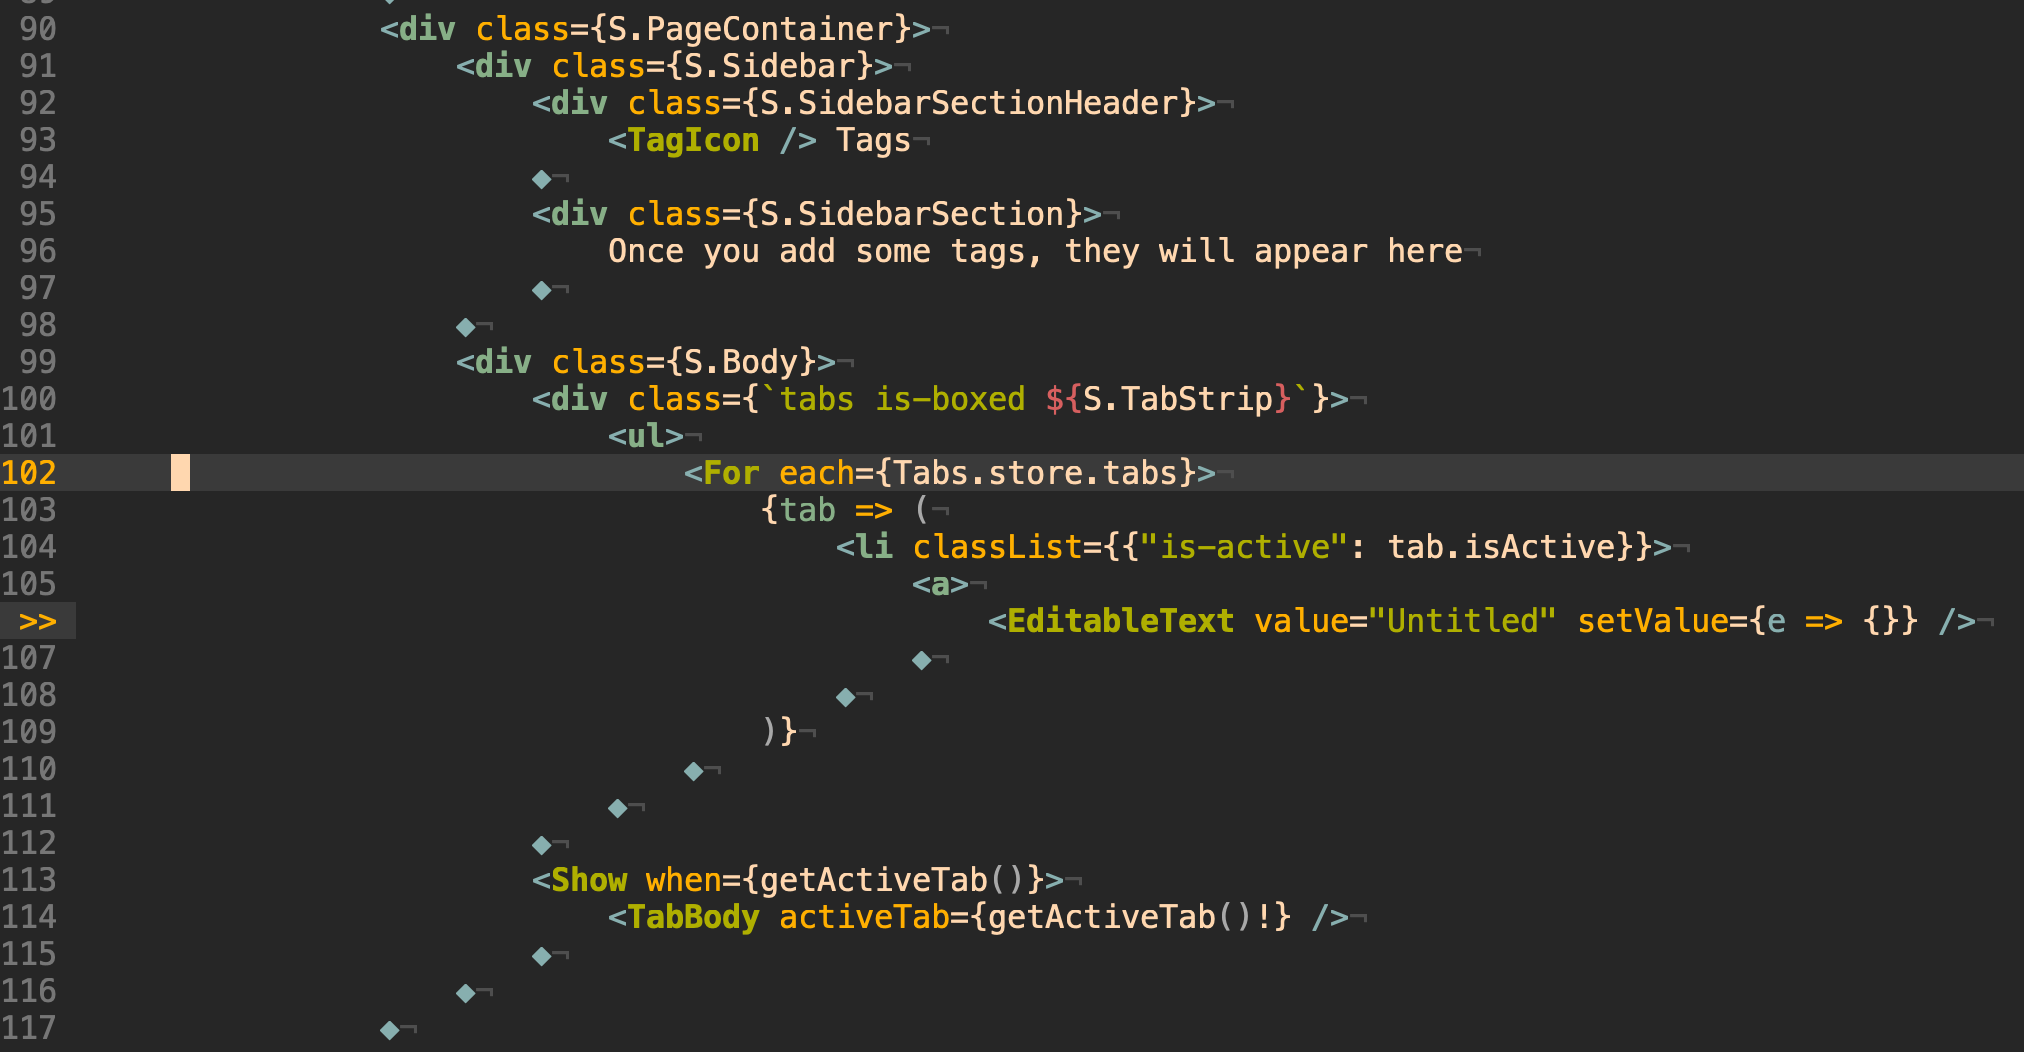 90 <div class={S.PageContainer}>¬
91 <div class={S.Sidebar}>¬
92 <div class={S.SidebarSectionHeader}>¬
93 <TagIcon /> Tags¬
94 ◆¬
95 <div class={S.SidebarSection}>¬
96 Once you add some tags, they will appear here¬
97 ◆¬
98 ◆¬
99 <div class={S.Body}>¬
100 <div class={`tabs is-boxed ${S.TabStrip}`}>¬
101 <ul>¬
102 <For each={Tabs.store.tabs}>¬
103 {tab => (¬
104 <li classList={{"is-active": tab.isActive}}>¬
105 <a>¬
>> <EditableText value="Untitled" setValue={e => {}} />¬
107 ◆¬
108 ◆¬
109 )}¬
110 ◆¬
111 ◆¬
112 ◆¬
113 <Show when={getActiveTab()}>¬
114 <TabBody activeTab={getActiveTab()!} />¬
115 ◆¬
116 ◆¬
117 ◆¬